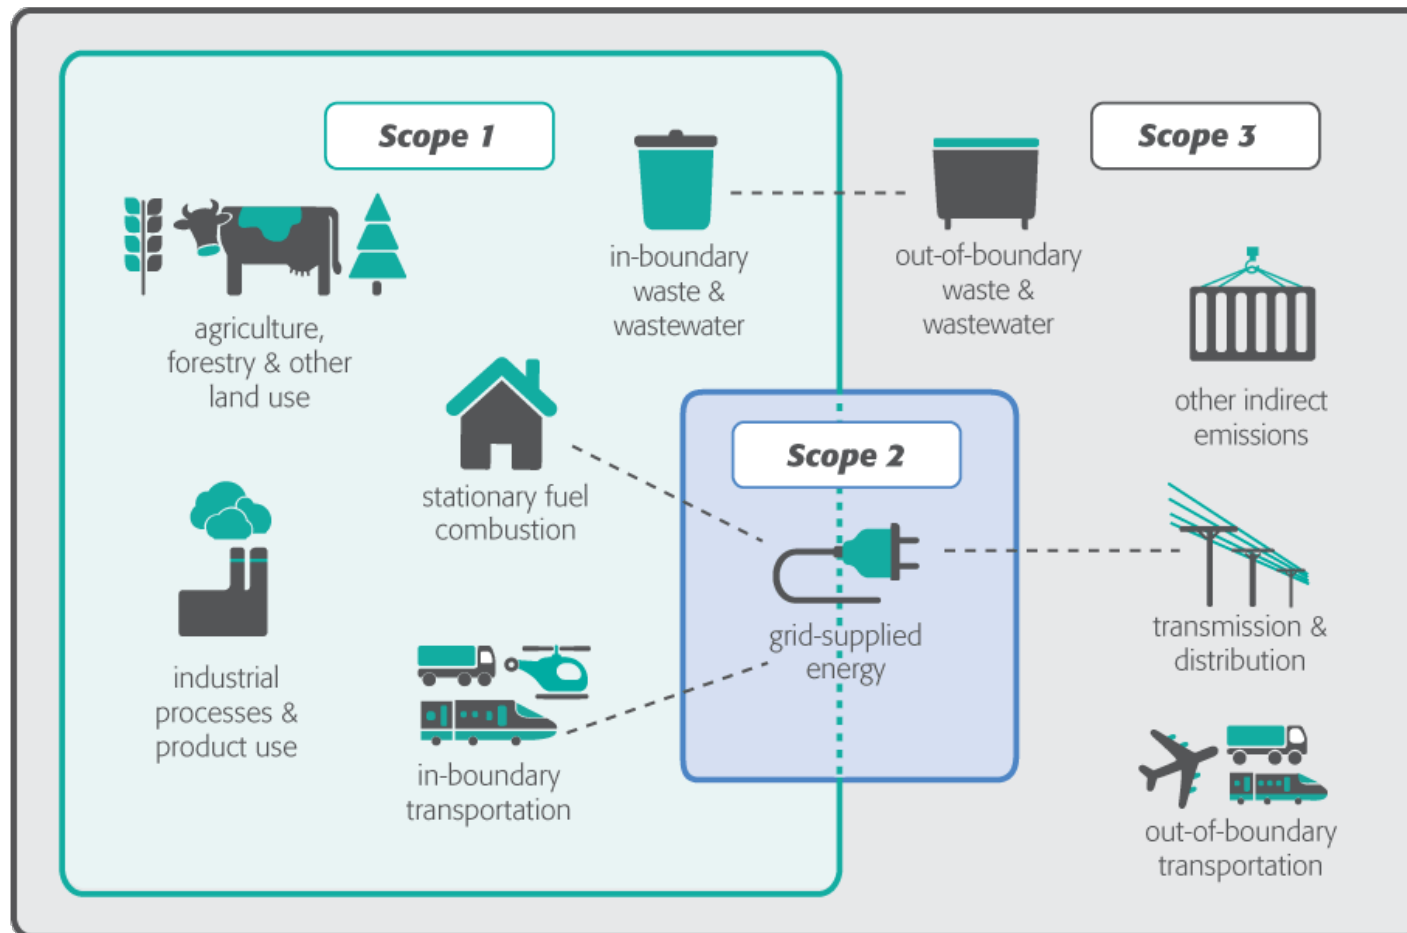 Scope 1
Scope 3
in-boundary
waste &
wastewater
out-of-boundary
waste &
wastewater
agriculture,
forestry & other
land use
other indirect
emissions
Scope 2
stationary fuel
combustion
grid-supplied
energy
transmission &
distribution
industrial
processes &
product use
in-boundary
transportation
out-of-boundary
transportation